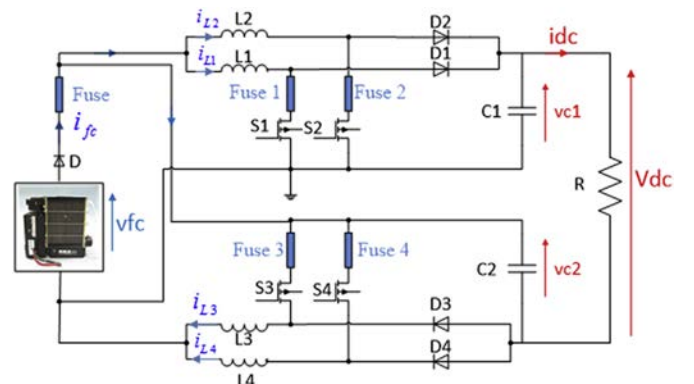 iL2
L2
D2
idc
iL1
L1
D1
Fuse
Fuse 1
Fuse 2
C1
vc1
ifc
S1
S2
D
R
Vdc
vfc
Fuse 3
Fuse 4
C2
vc2
S3
S4
iL3
D3
L3
iL4
D4
L4